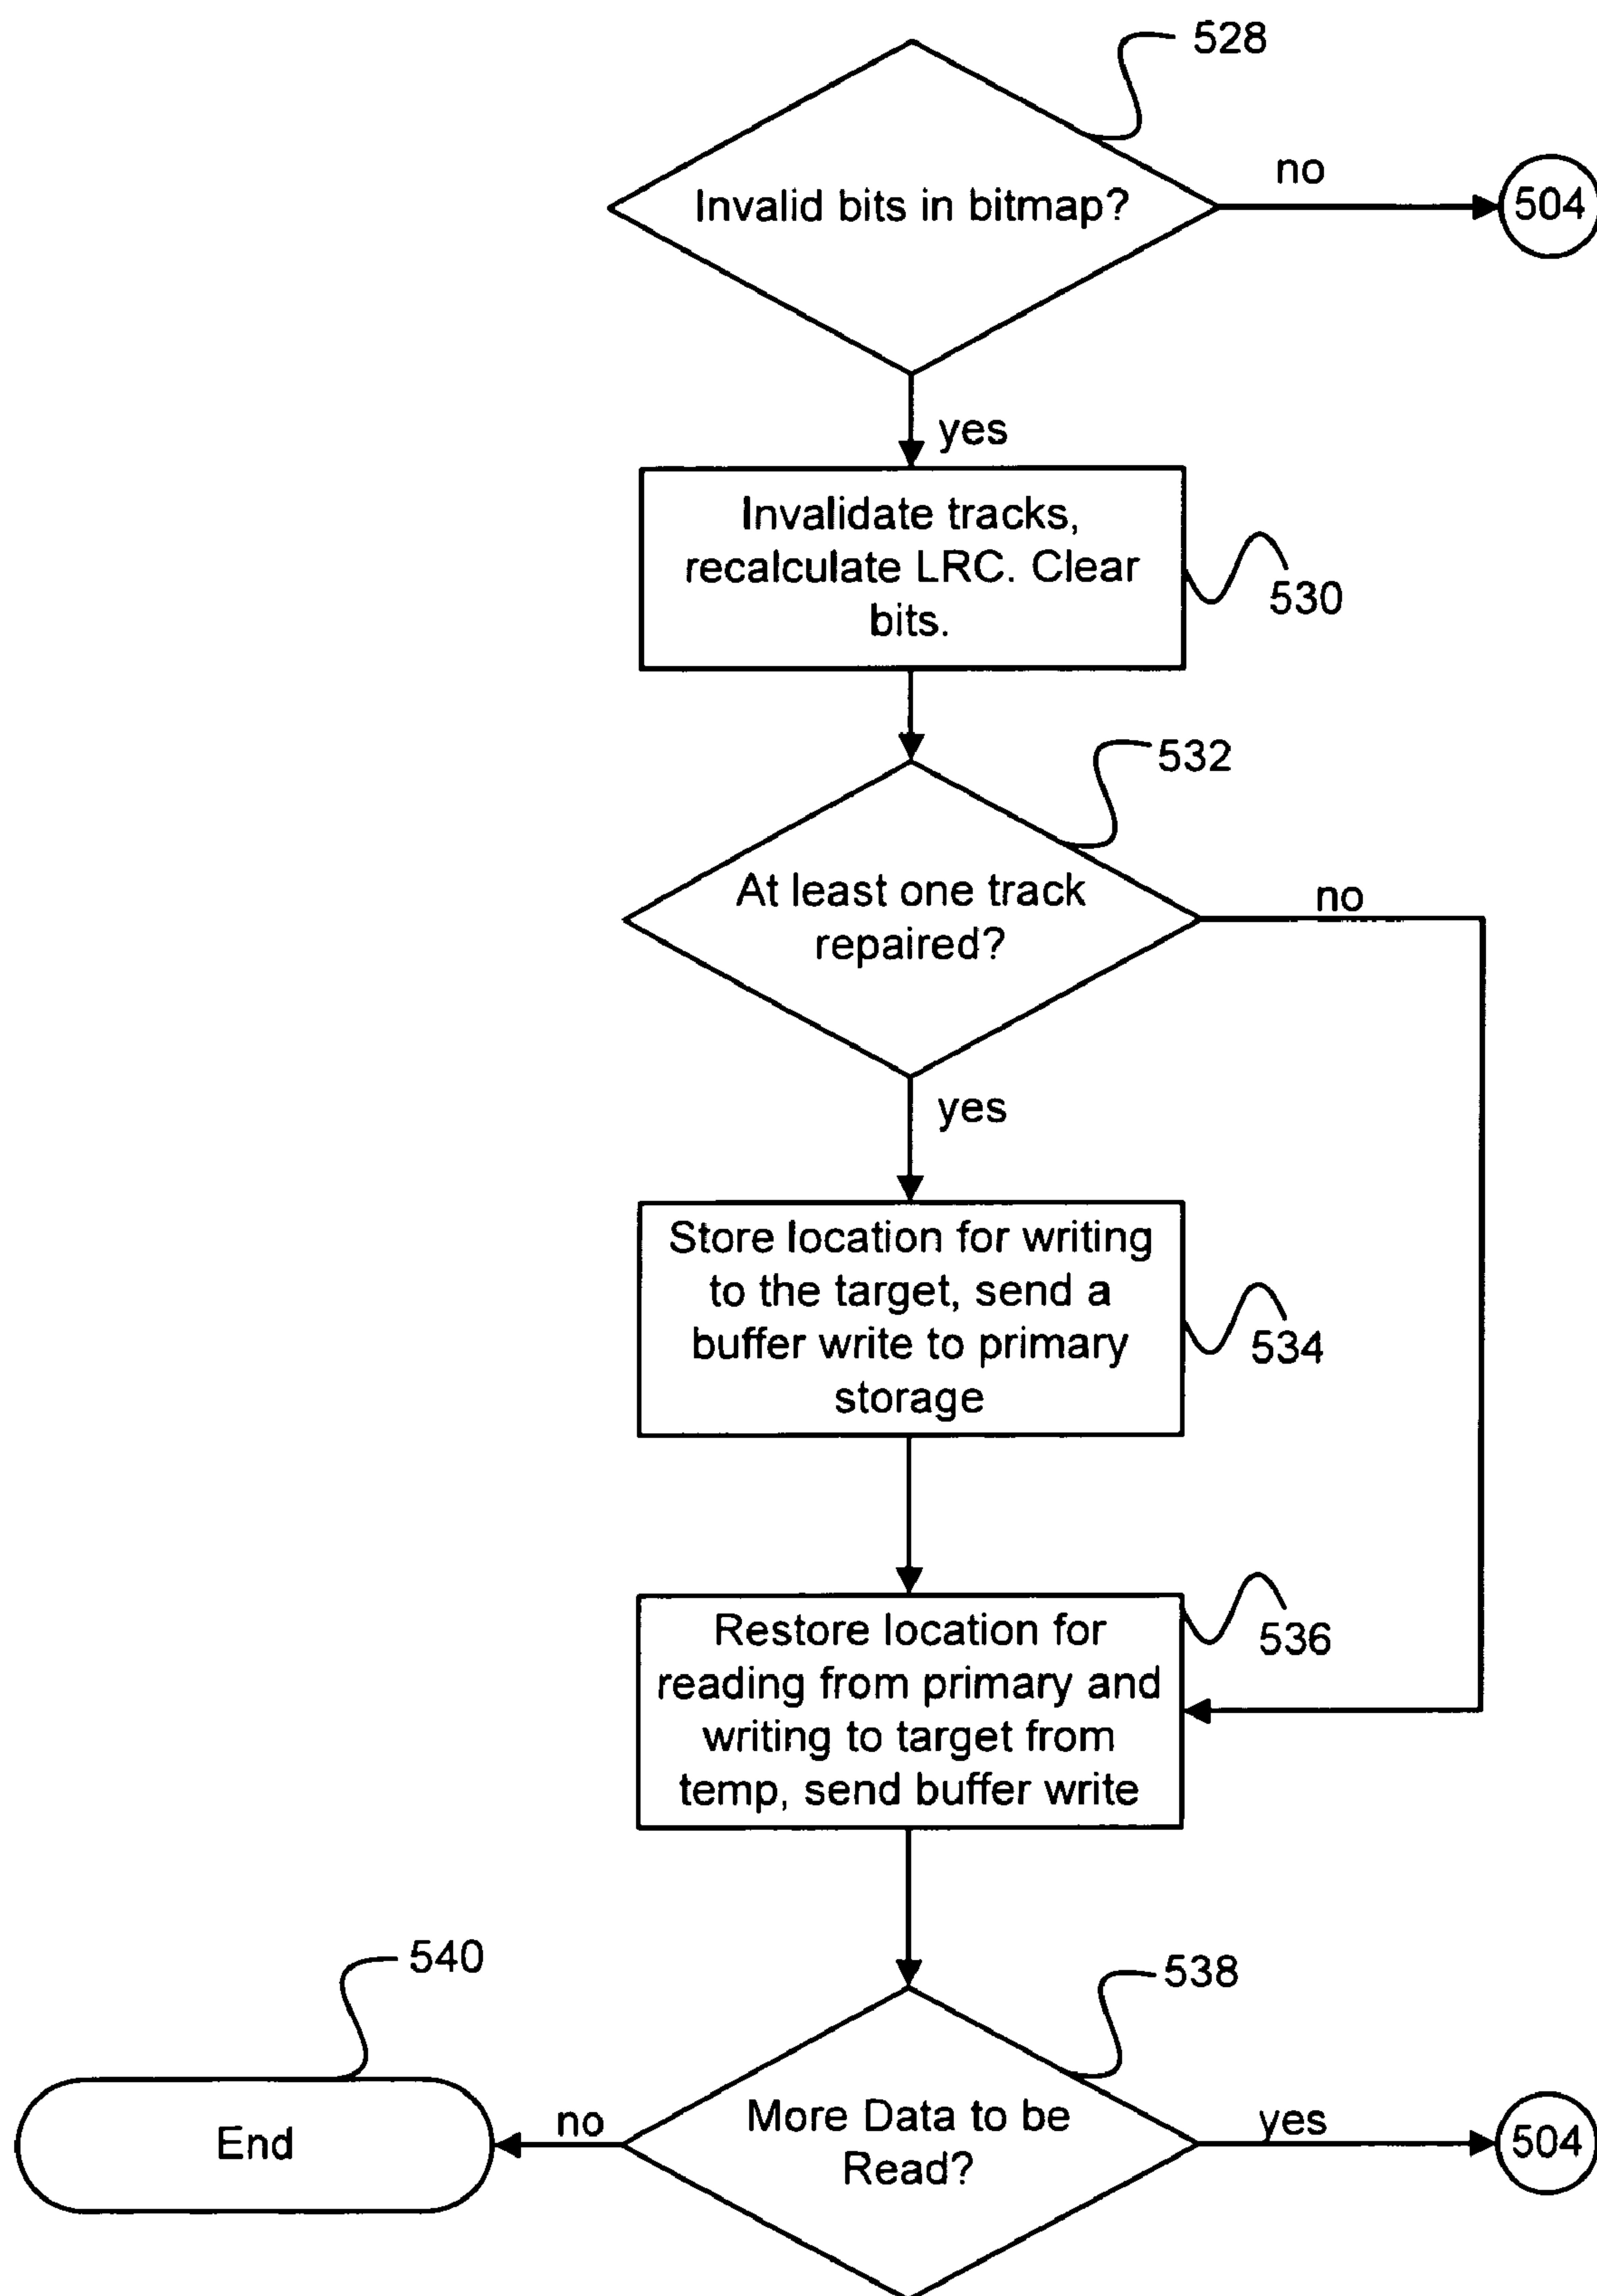 528
no
Invalid bits in bitmap?
504
yes
Invalidate tracks,
recalculate LRC. Clear
bits.
530
532
At least one track
repaired?
no
yes
Store location for writing
to the target, send a
buffer write to primary
storage
534
Restore location for
reading from primary and
writing to target from
temp, send buffer write
536
540
538
End
no
More Data to be
Read?
yes
504